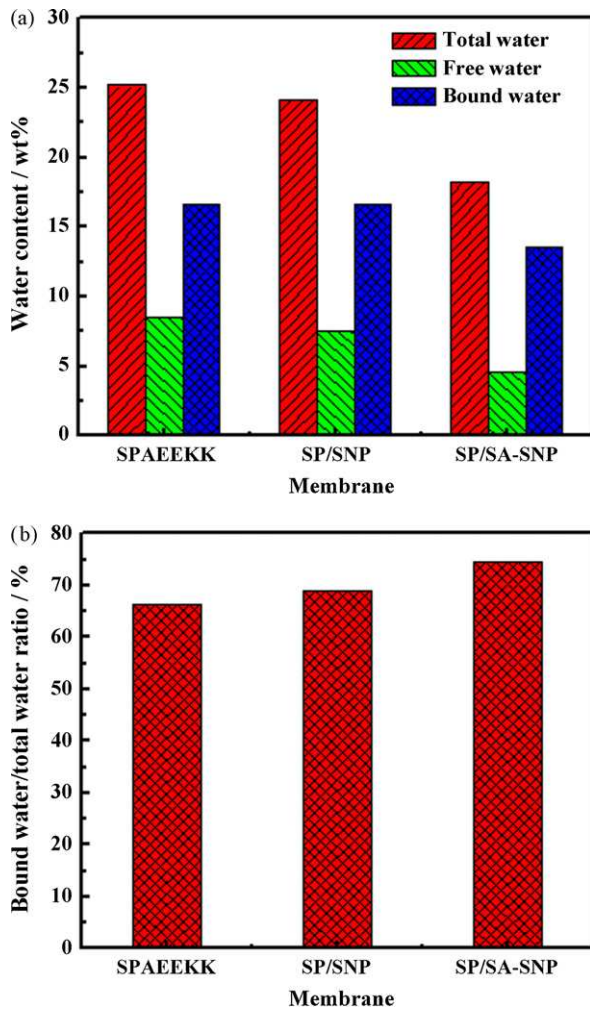 (a)
30
25
20
15
10
5
0
Water content / wt%
Total water
Free water
Bound water
SPAEEKK SP/SNP SP/SA-SNP
Membrane
(b)
80
70
60
50
40
30
20
10
0
Bound water/total water ratio / %
SPAEEKK SP/SNP SP/SA-SNP
Membrane